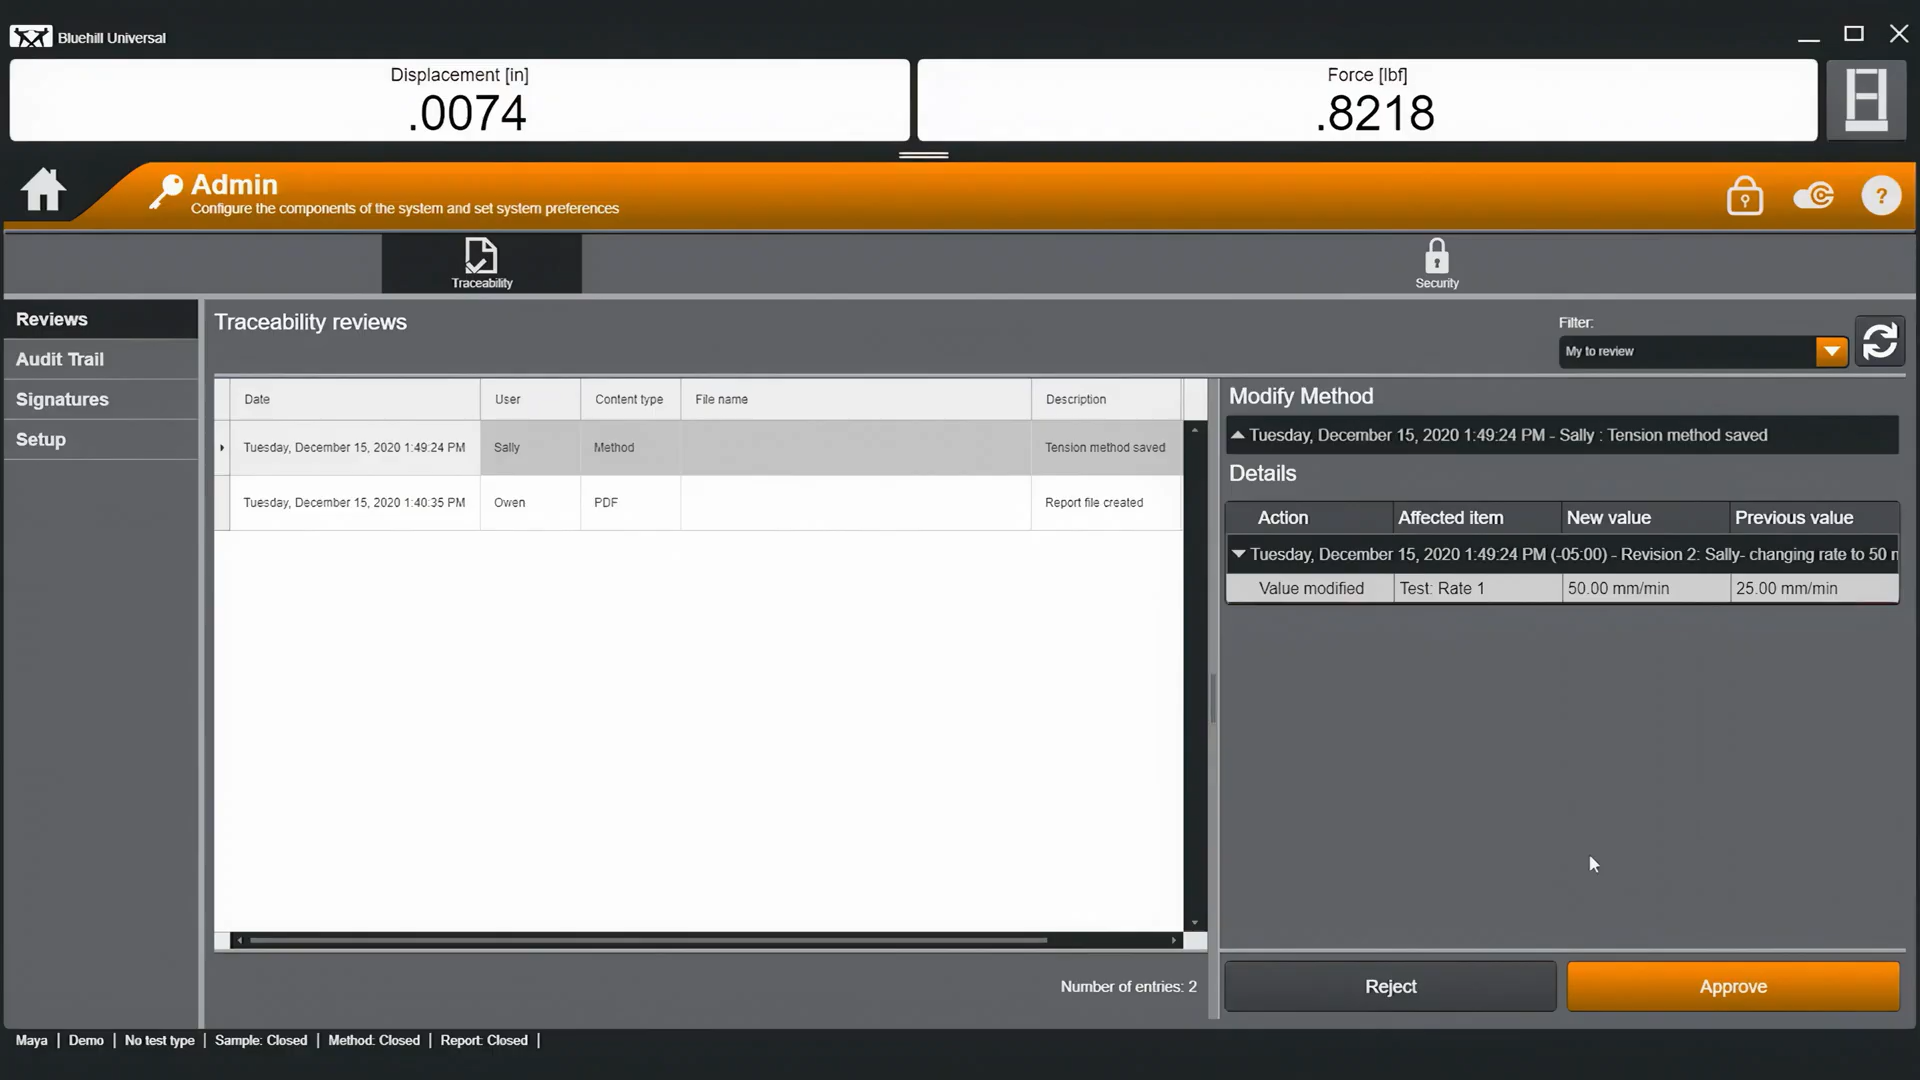 Bluehill Universal
Displacement [in]
.0074
Force [lbf]
.8218
Admin
Configure the components of the system and set system preferences
?
Traceability
Security
Reviews
Audit Trail
Signatures
Setup
Traceability reviews
Filter:
My to review
Date User Content type File name Description
Tuesday, December 15, 2020 1:49:24 PM Sally Method Tension method saved
Tuesday, December 15, 2020 1:40:35 PM Owen PDF Report file created
Number of entries: 2
Modify Method
Tuesday, December 15, 2020 1:49:24 PM - Sally : Tension method saved
Details
Action Affected item New value Previous value
Tuesday, December 15, 2020 1:49:24 PM (-05:00) - Revision 2: Sally- changing rate to 50
Value modified Test: Rate 1 50.00 mm/min 25.00 mm/min
Reject
Approve
Maya | Demo | No test type | Sample: Closed | Method: Closed | Report: Closed |